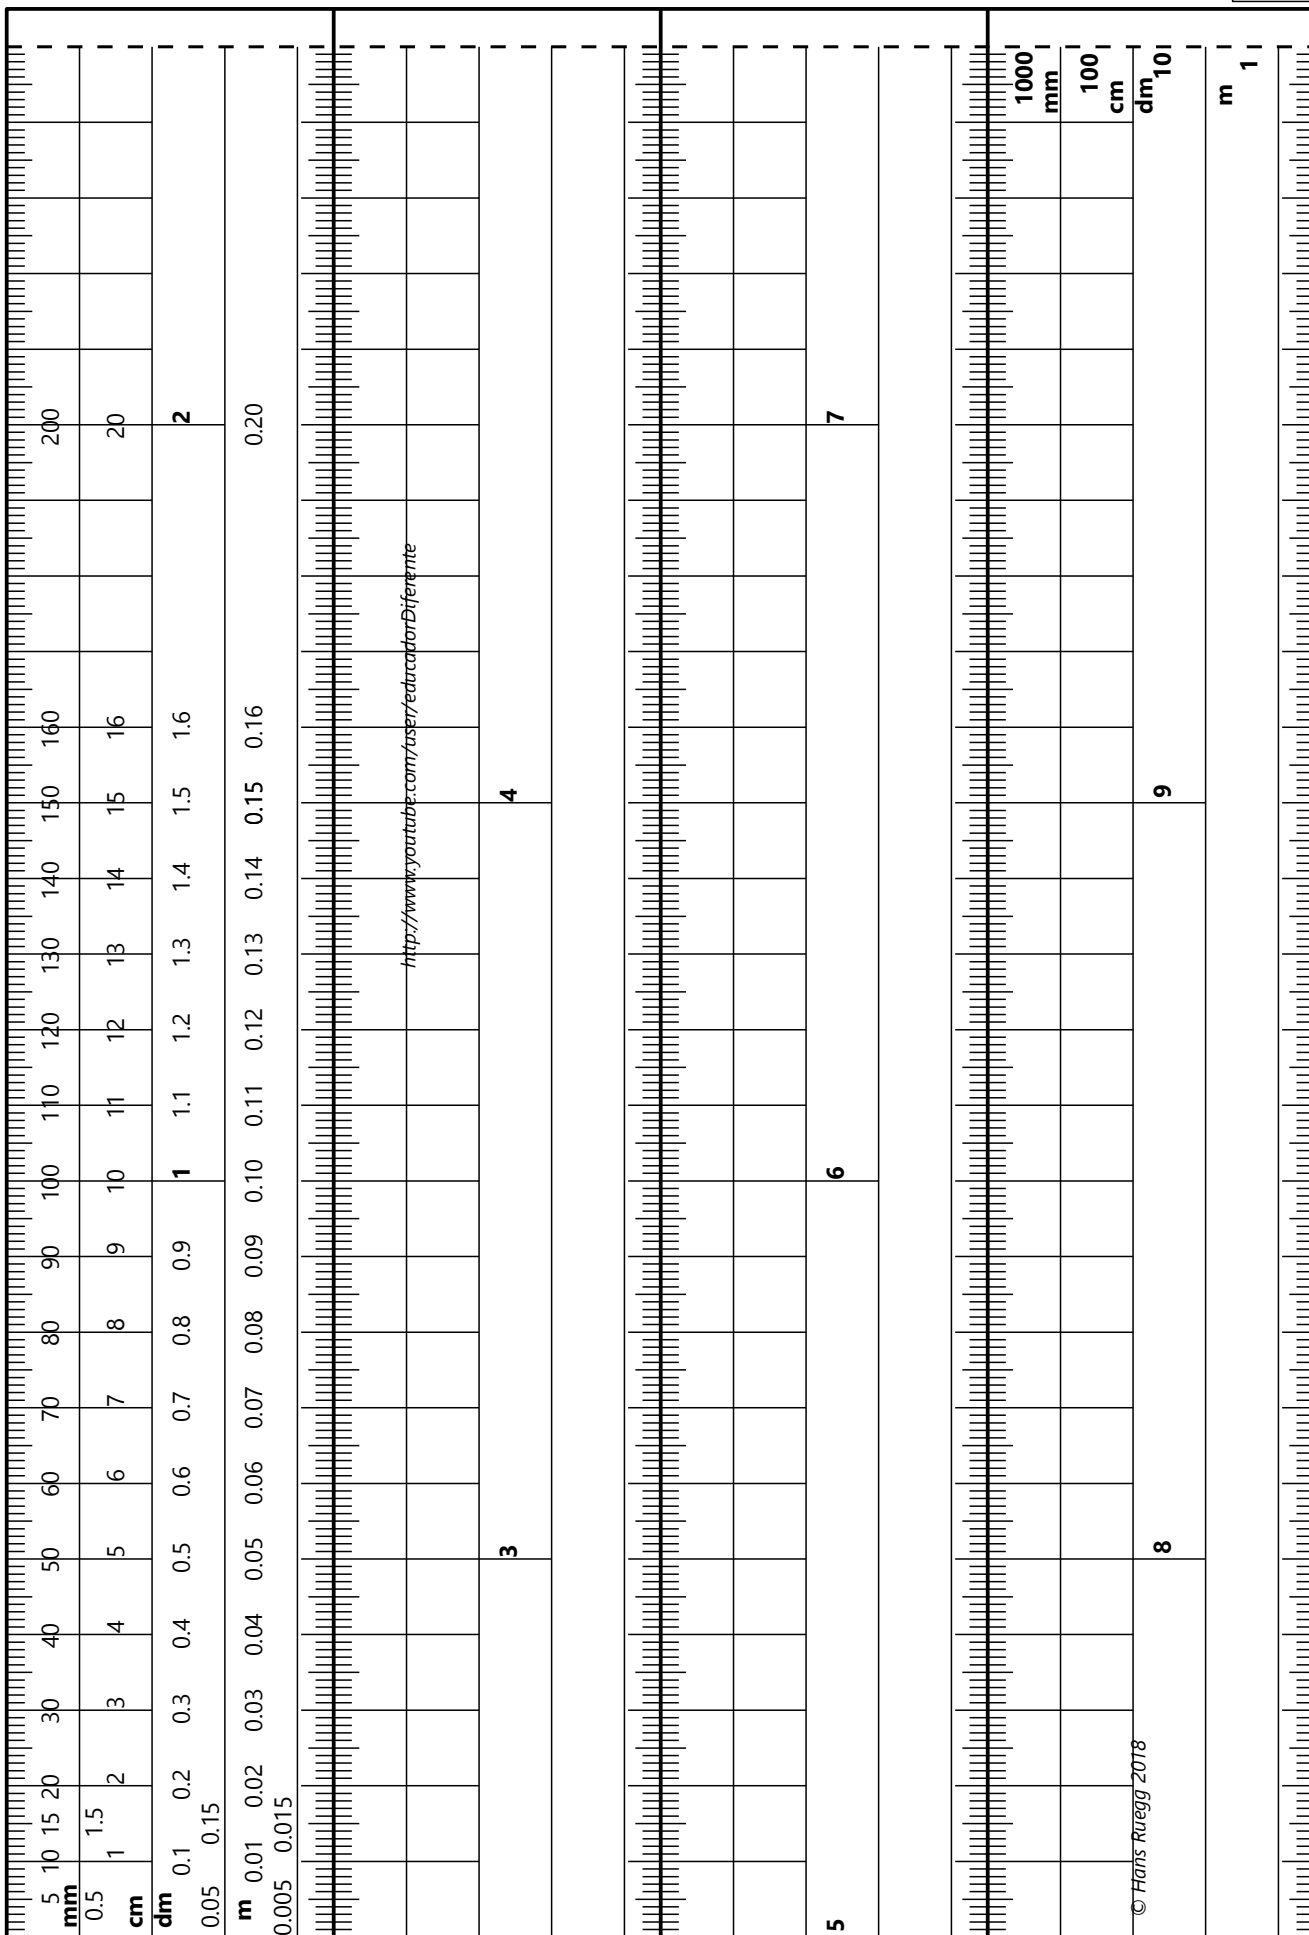 mm 5 10 15 20 30 40 50 60 70 80 90 100 110 120 130 140 150 160 200
0.5 1.5
cm 1 2 3 4 5 6 7 8 9 10 11 12 13 14 15 16 20
dm 0.1 0.2 0.3 0.4 0.5 0.6 0.7 0.8 0.9 1 1.1 1.2 1.3 1.4 1.5 1.6 2
0.05 0.15
m 0.01 0.02 0.03 0.04 0.05 0.06 0.07 0.08 0.09 0.10 0.11 0.12 0.13 0.14 0.15 0.16 0.20
0.005 0.015
http://www.youtube.com/user/educadorDiferente
3 4
5 6 7
1000
mm
100
cm
© Hans Ruegg 2018 dm
8 9 10
m
1